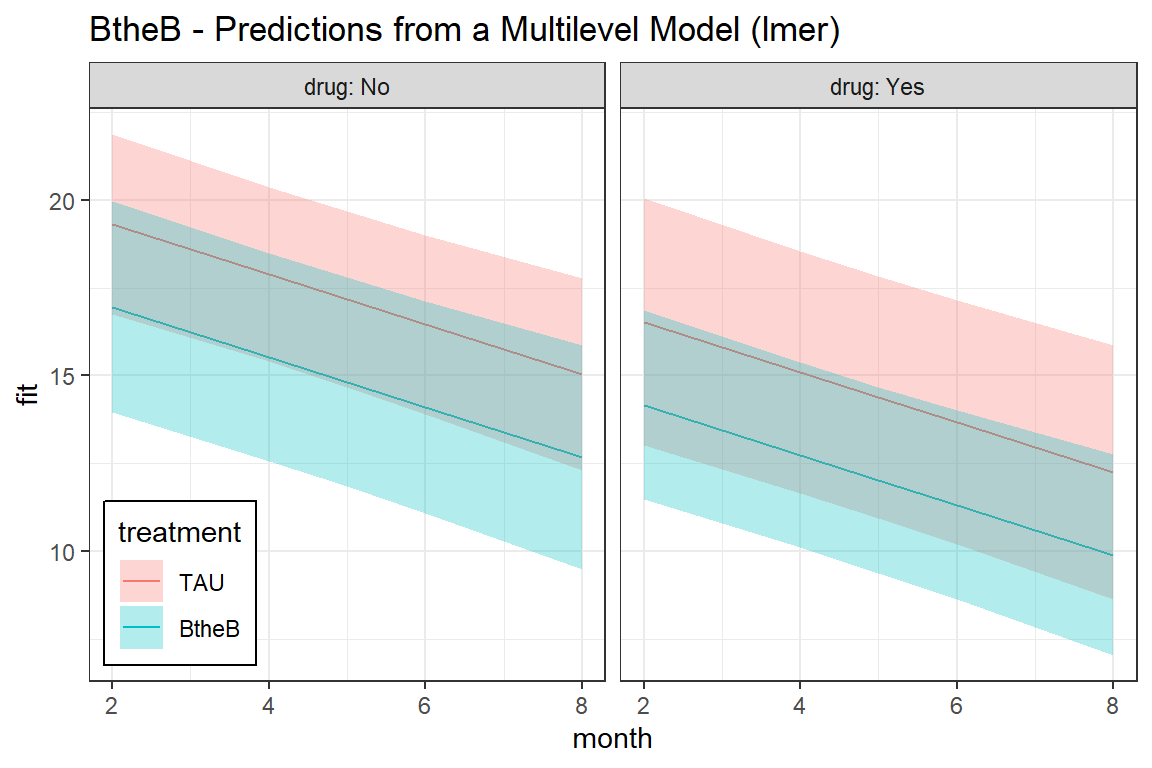 BtheB - Predictions from a Multilevel Model (lmer)
drug: No
drug: Yes
20
15
10
fit
treatment
TAU
BtheB
2 4 6 8
2 4 6 8
month